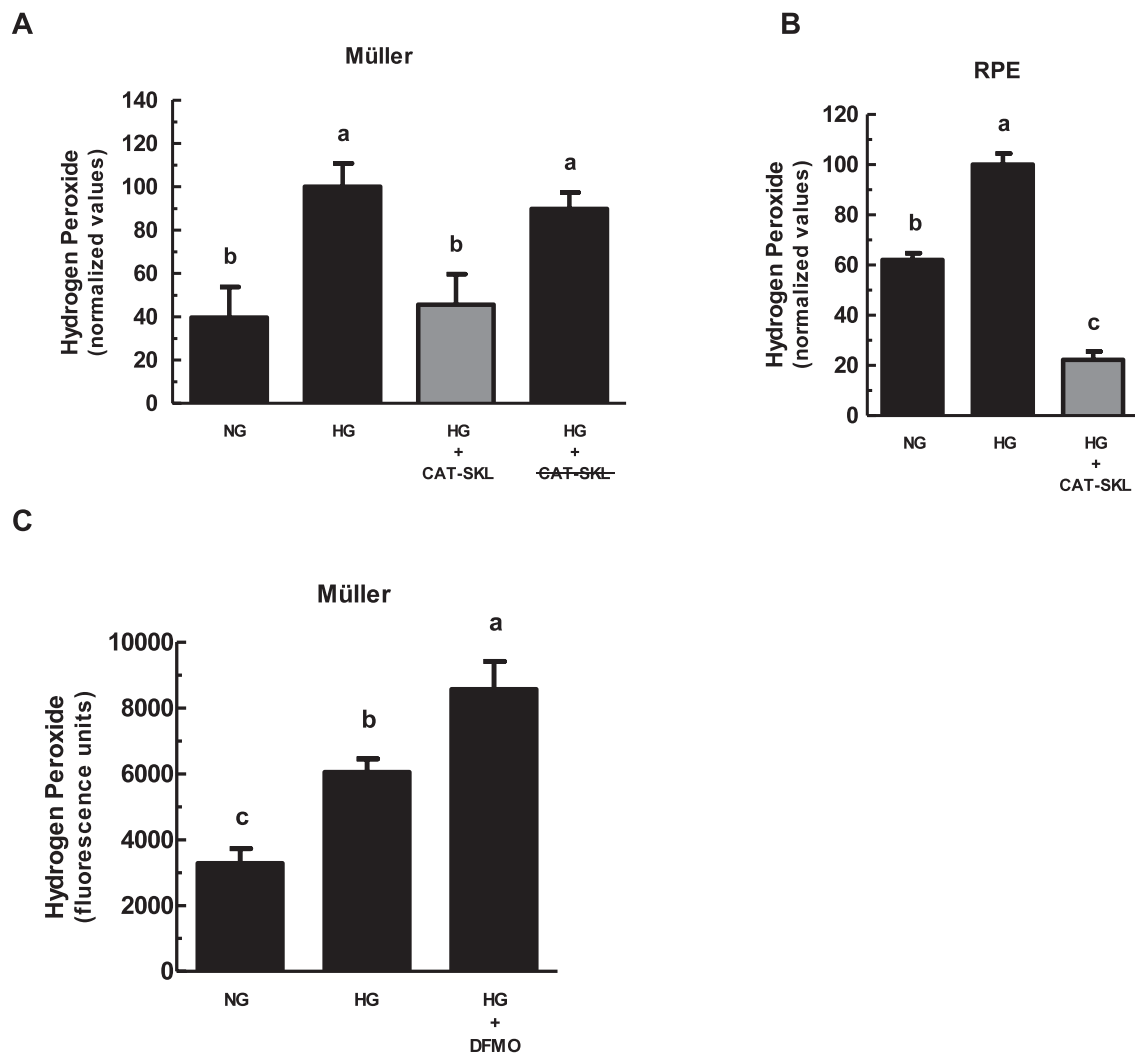 A
Müller
Hydrogen Peroxide
(normalized values)
140
120
100
80
60
40
20
0
b
a
b
a
NG
HG
HG
+
CAT-SKL
HG
+
CAT-SKL
B
RPE
Hydrogen Peroxide
(normalized values)
120
100
80
60
40
20
0
b
a
c
NG
HG
HG
+
CAT-SKL
C
Müller
Hydrogen Peroxide
(fluorescence units)
10000
8000
6000
4000
2000
0
c
b
a
NG
HG
HG
+
DFMO